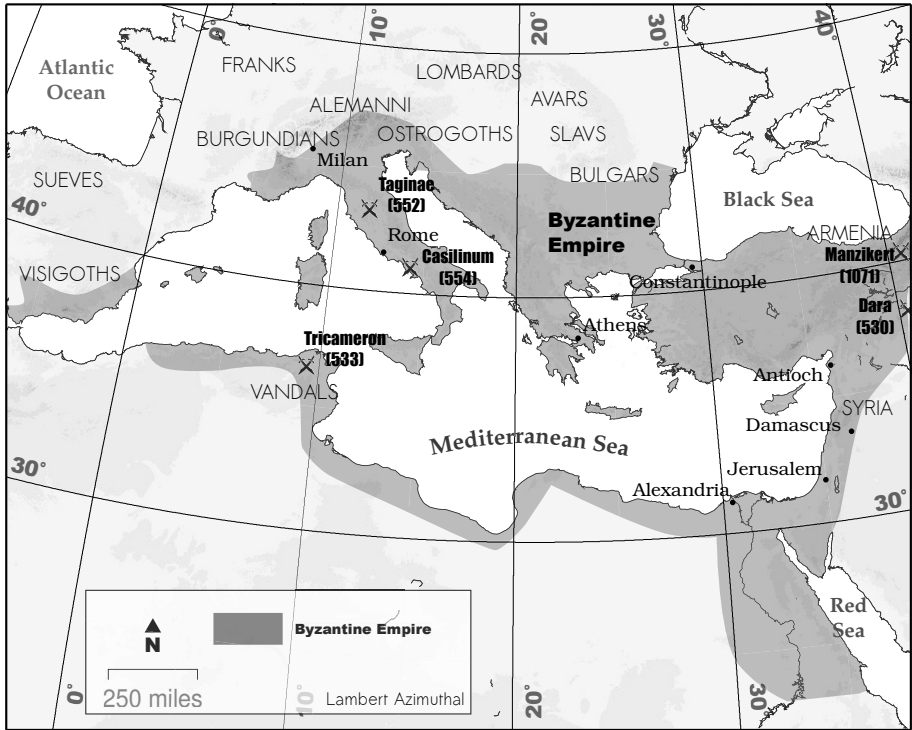 0°
10°
20°
30°
40°
Atlantic
Ocean
FRANKS
LOMBARDS
ALEMANNI
AVARS
BURGUNDIANS
OSTROGOTHS
SLAVS
Milan
SUEVES
BULGARS
Taginae
(552)
Black Sea
40°
Byzantine
Empire
ARMENIA
Rome
Casilinum
(554)
Manzikert
(1071)
VISIGOTHS
Constantinople
Dara
(530)
Athens
Tricameron
(533)
Antioch
VANDALS
SYRIA
Damascus
Mediterranean Sea
Jerusalem
30°
Alexandria
30°
Red
Sea
N
Byzantine Empire
250 miles
Lambert Azimuthal
0°
10°
20°
30°